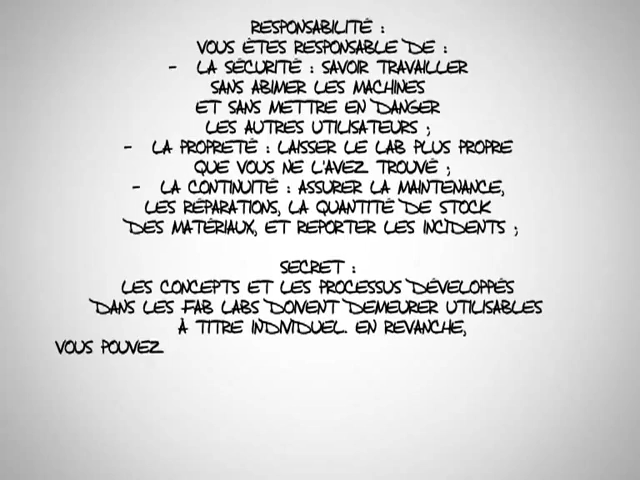 RESPONSABILITÉ :
VOUS ÊTES RESPONSABLE DE :
- LA SÉCURITÉ : SAVOIR TRAVAILLER
SANS ABIMER LES MACHINES
ET SANS METTRE EN DANGER
LES AUTRES UTILISATEURS ;
- LA PROPRETÉ : LAISSER LE LAB PLUS PROPRE
QUE VOUS NE L'AVEZ TROUVÉ ;
- LA CONTINUITÉ : ASSURER LA MAINTENANCE,
LES RÉPARATIONS, LA QUANTITÉ DE STOCK
DES MATÉRIAUX, ET REPORTER LES INCIDENTS ;
SECRET :
LES CONCEPTS ET LES PROCESSUS DÉVELOPPÉS
DANS LES FAB LABS DOIVENT DEMEURER UTILISABLES
À TITRE INDIVIDUEL. EN REVANCHE,
VOUS POUVEZ